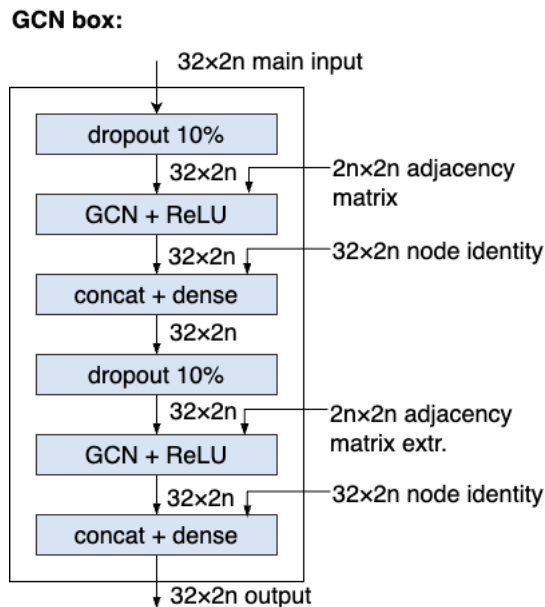 GCN box:
32×2n main input
dropout 10%
32×2n
2n×2n adjacency
matrix
GCN + ReLU
32×2n
32×2n node identity
concat + dense
32×2n
dropout 10%
32×2n
2n×2n adjacency
matrix extr.
GCN + ReLU
32×2n
32×2n node identity
concat + dense
32×2n output